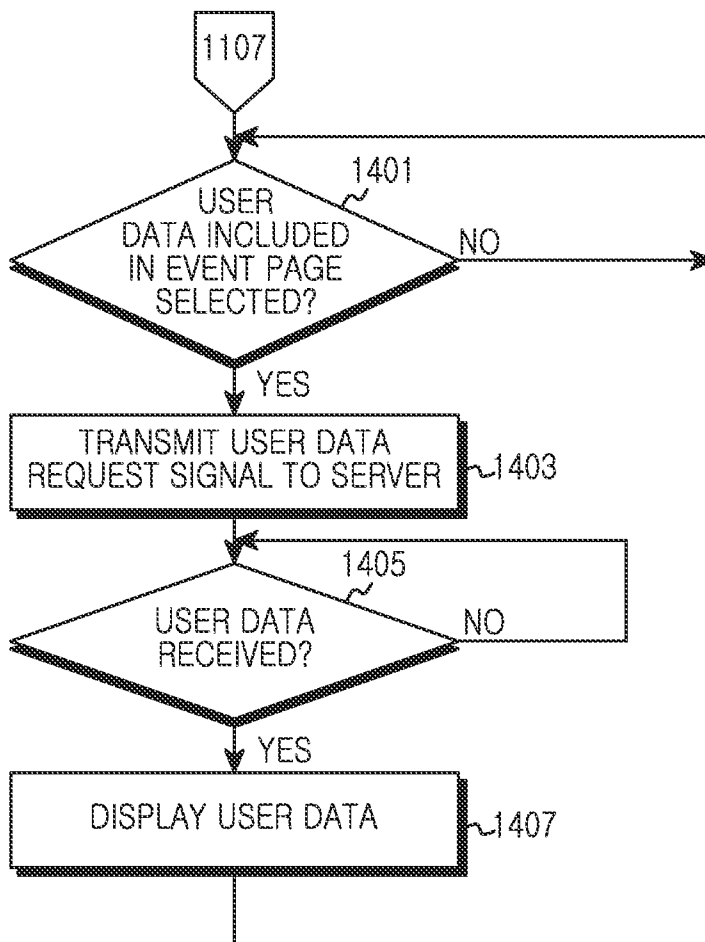 1107
1401
USER
DATA INCLUDED
IN EVENT PAGE
SELECTED?
NO
YES
TRANSMIT USER DATA
REQUEST SIGNAL TO SERVER
1403
1405
USER DATA
RECEIVED?
NO
YES
DISPLAY USER DATA
1407